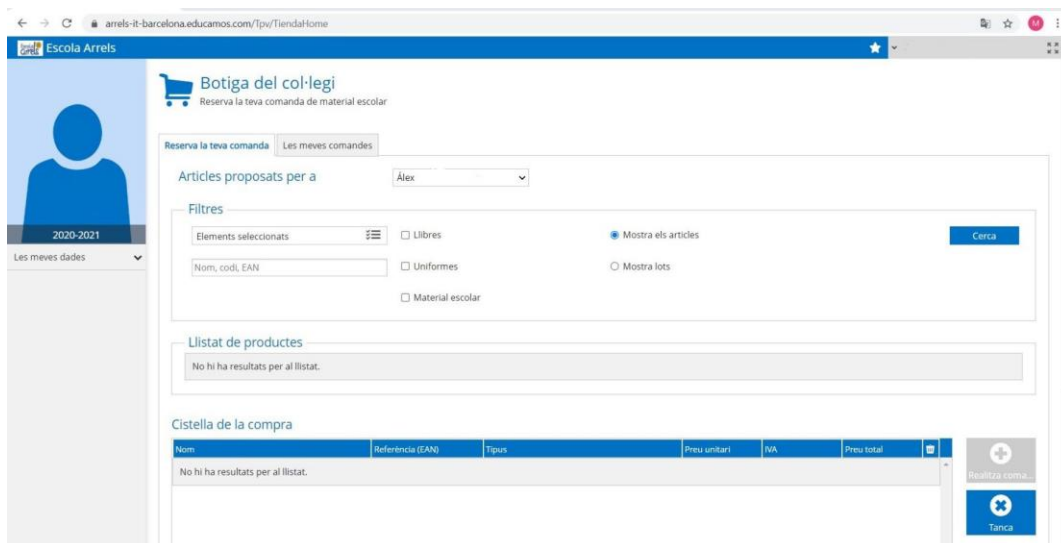 arrels-it-barcelona.educamos.com/Tpv/TiendaHome
M
Escola Arrels
Botiga del col·legi
Reserva la teva comanda de material escolar
Reserva la teva comanda
Les meves comandes
Articles proposats per a
Álex
Filtres
Elements seleccionats
Llibres
Mostra els articles
Cerca
2020-2021
Les meves dades
Nom, codi, EAN
Uniformes
Mostra lots
Material escolar
Llistat de productes
No hi ha resultats per al llistat.
Cistella de la compra
Nom
Referència (EAN)
Tipus
Preu unitari
IVA
Preu total
No hi ha resultats per al llistat.
Realitza coma...
Tanca